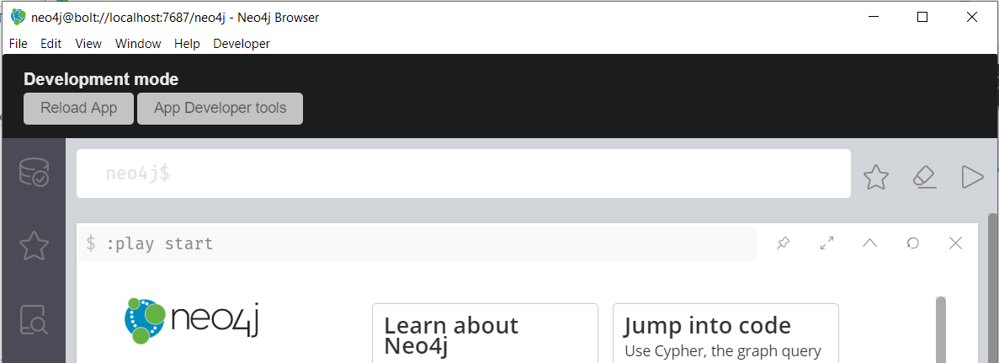 neo4j@bolt://localhost:7687/neo4j - Neo4j Browser
File Edit View Window Help Developer
Development mode
Reload App App Developer tools
neo4j$
$ :play start
neo4j
Learn about
Neo4j
Jump into code
Use Cypher, the graph query